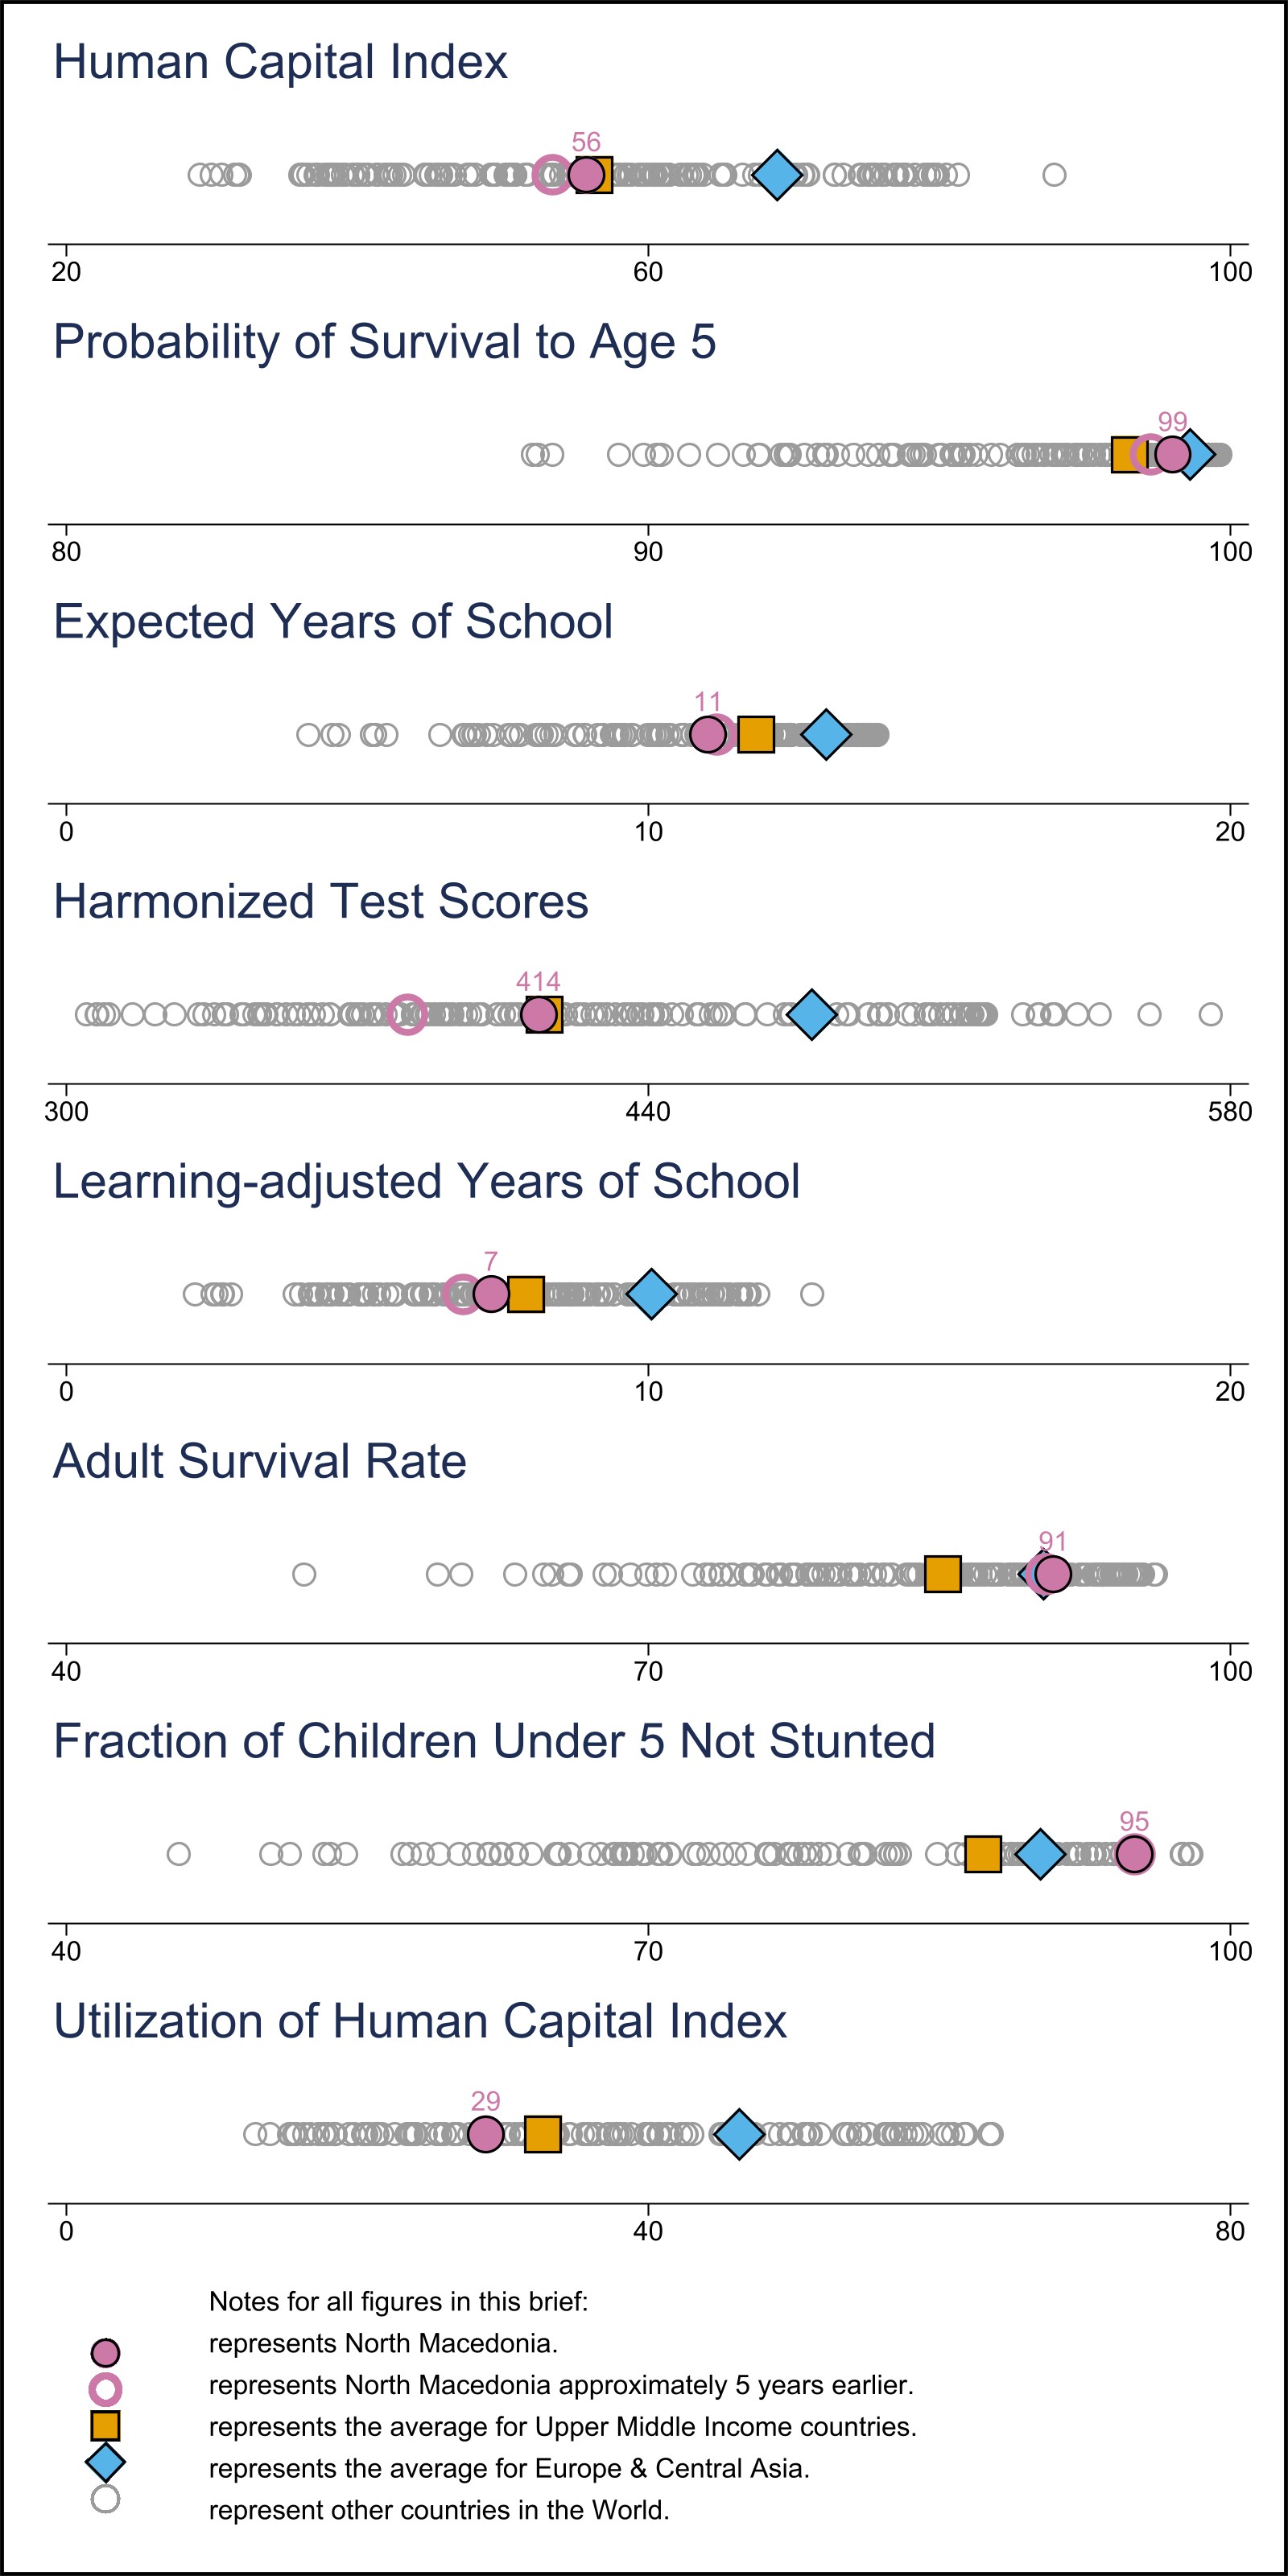 Human Capital Index
56
20 60 100
Probability of Survival to Age 5
99
80 90 100
Expected Years of School
11
0 10 20
Harmonized Test Scores
414
300 440 580
Learning-adjusted Years of School
7
0 10 20
Adult Survival Rate
91
40 70 100
Fraction of Children Under 5 Not Stunted
95
40 70 100
Utilization of Human Capital Index
29
0 40 80
Notes for all figures in this brief:
represents North Macedonia.
represents North Macedonia approximately 5 years earlier.
represents the average for Upper Middle Income countries.
represents the average for Europe & Central Asia.
represent other countries in the World.